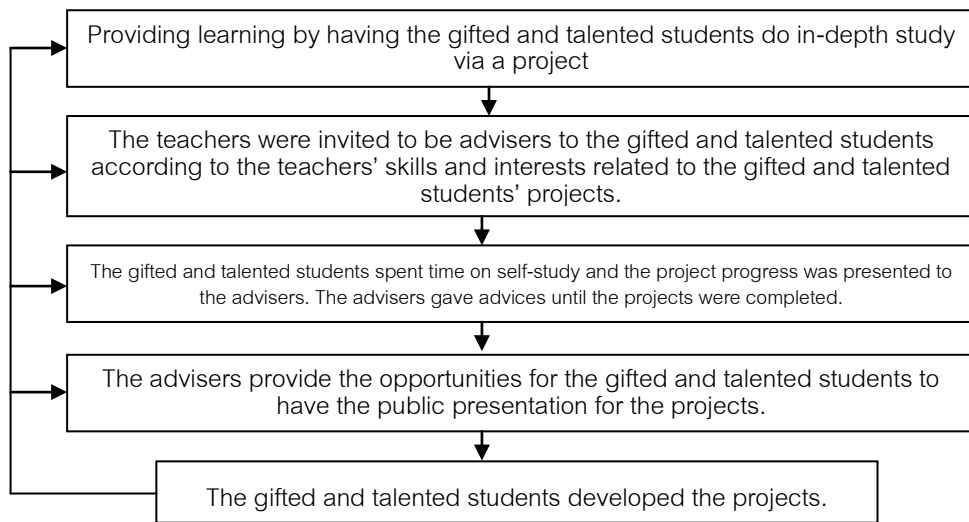 Providing learning by having the gifted and talented students do in-depth study
via a project
The teachers were invited to be advisers to the gifted and talented students
according to the teachers’ skills and interests related to the gifted and talented
students’ projects.
The gifted and talented students spent time on self-study and the project progress was presented to
the advisers. The advisers gave advices until the projects were completed.
The advisers provide the opportunities for the gifted and talented students to
have the public presentation for the projects.
The gifted and talented students developed the projects.